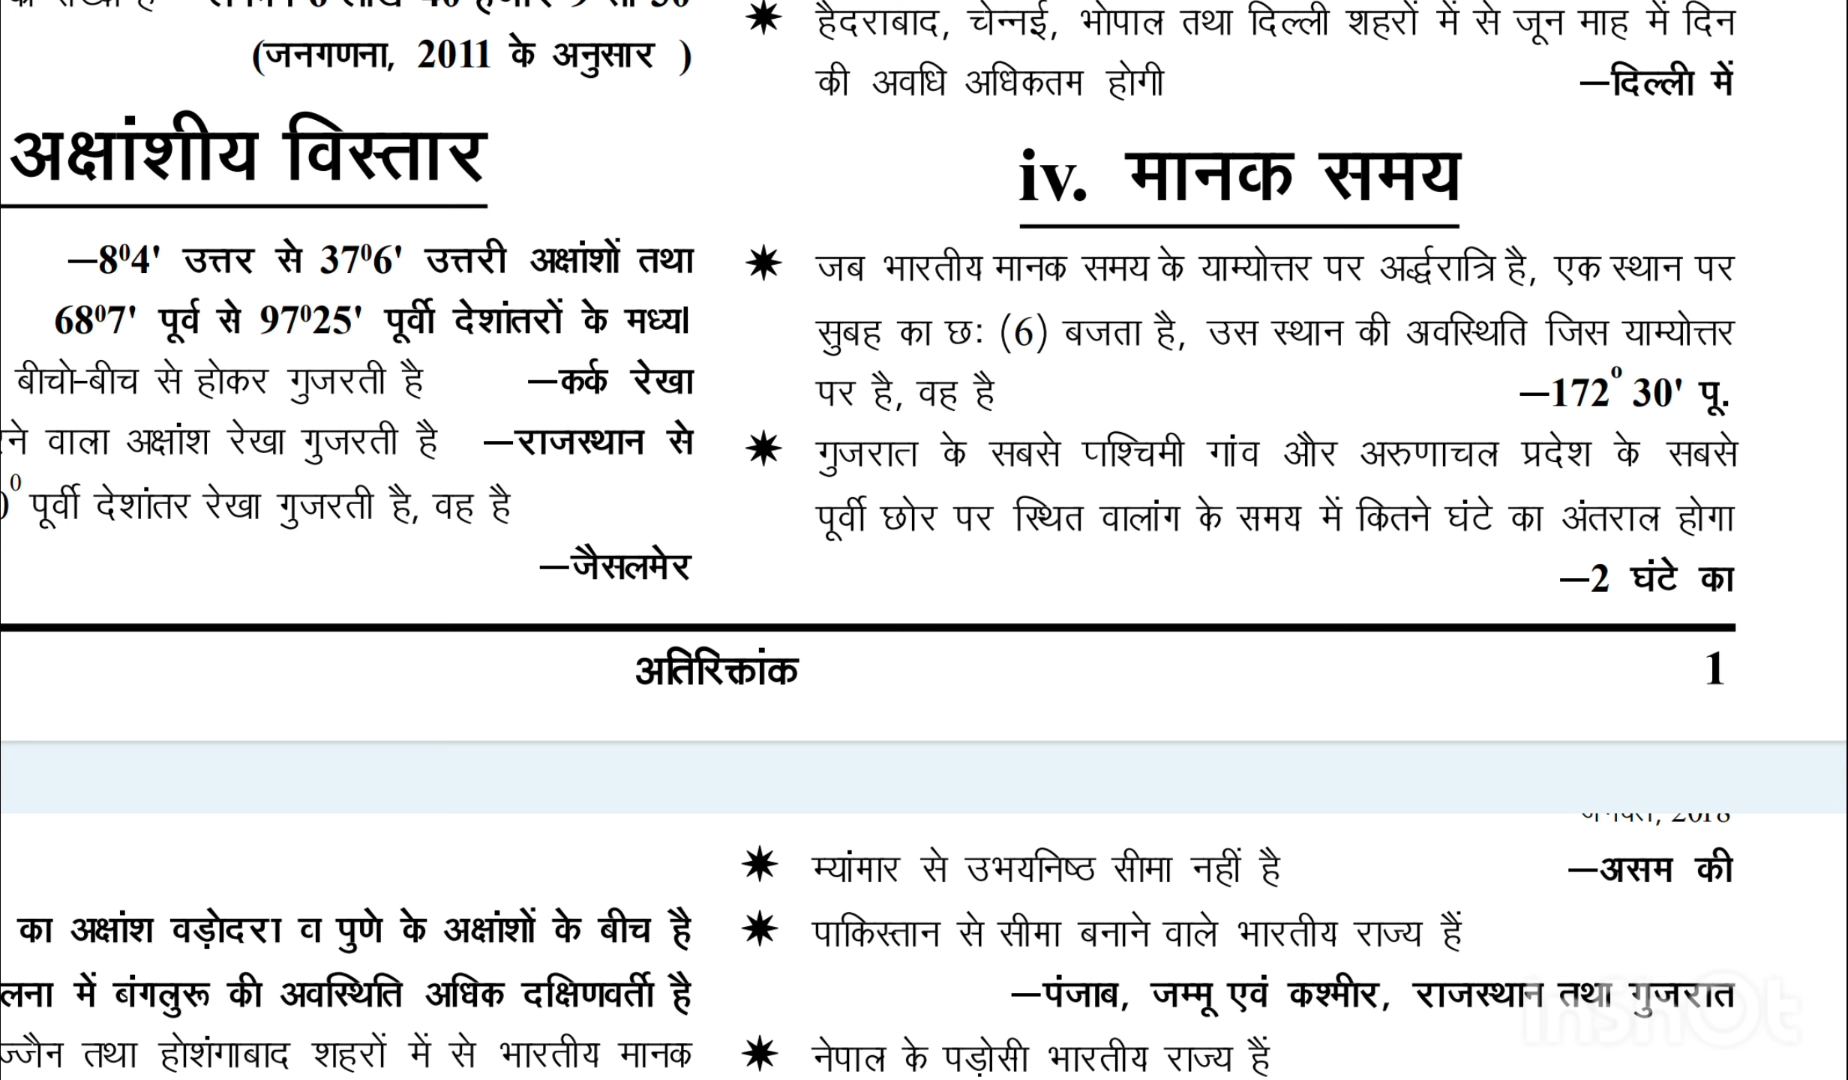 (जनगणना, 2011 के अनुसार )
अक्षांशीय विस्तार
–8⁰4' उत्तर से 37⁰6' उत्तरी अक्षांशों तथा
68⁰7' पूर्व से 97⁰25' पूर्वी देशांतरों के मध्य।
बीचो-बीच से होकर गुजरती है –कर्क रेखा
वाला अक्षांश रेखा गुजरती है –राजस्थान से
पूर्वी देशांतर रेखा गुजरती है, वह है
–जैसलमेर
✷ हैदराबाद, चेन्नई, भोपाल तथा दिल्ली शहरों में से जून माह में दिन
की अवधि अधिकतम होगी –दिल्ली में
iv. मानक समय
✷ जब भारतीय मानक समय के याम्योत्तर पर अर्द्धरात्रि है, एक स्थान पर
सुबह का छः (6) बजता है, उस स्थान की अवस्थिति जिस याम्योत्तर
पर है, वह है –172° 30' पू.
✷ गुजरात के सबसे पश्चिमी गांव और अरुणाचल प्रदेश के सबसे
पूर्वी छोर पर स्थित वालांग के समय में कितने घंटे का अंतराल होगा
–2 घंटे का
अतिरिक्तांक 1
का अक्षांश वड़ोदरा व पुणे के अक्षांशों के बीच है
में बंगलुरू की अवस्थिति अधिक दक्षिणवर्ती है
तथा होशंगाबाद शहरों में से भारतीय मानक
✷ म्यांमार से उभयनिष्ठ सीमा नहीं है –असम की
✷ पाकिस्तान से सीमा बनाने वाले भारतीय राज्य हैं
–पंजाब, जम्मू एवं कश्मीर, राजस्थान तथा गुजरात
✷ नेपाल के पड़ोसी भारतीय राज्य हैं
InShOt